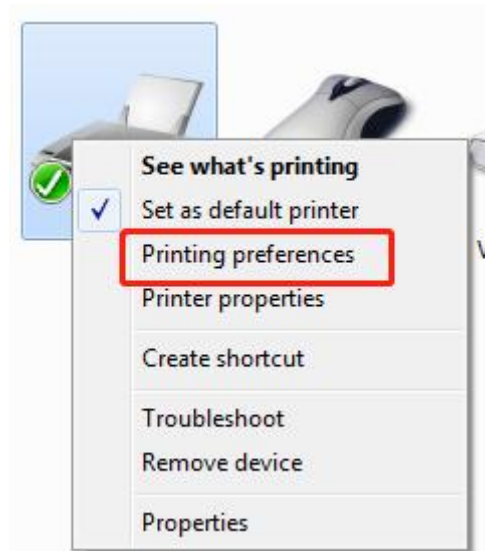 See what's printing
Set as default printer
Printing preferences
Printer properties
Create shortcut
Troubleshoot
Remove device
Properties